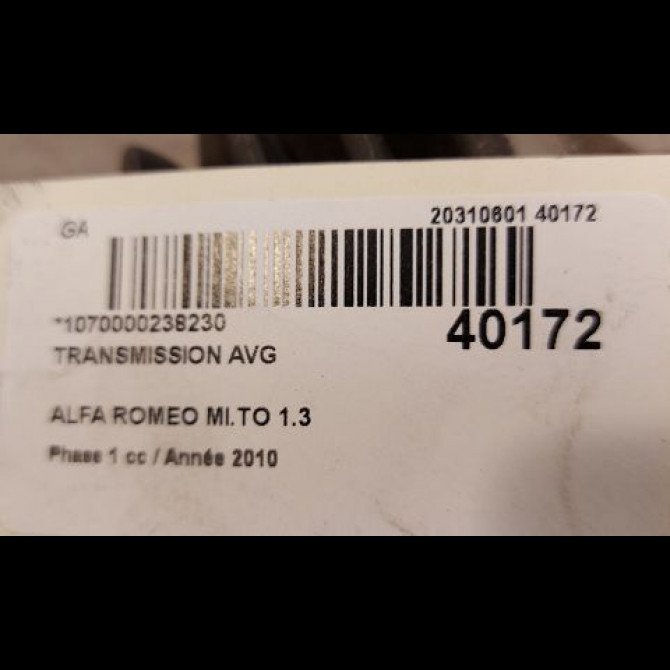 GA
20310601 40172
*1070000238230
40172
TRANSMISSION AVG
ALFA ROMEO MI.TO 1.3
Phase 1 cc / Année 2010